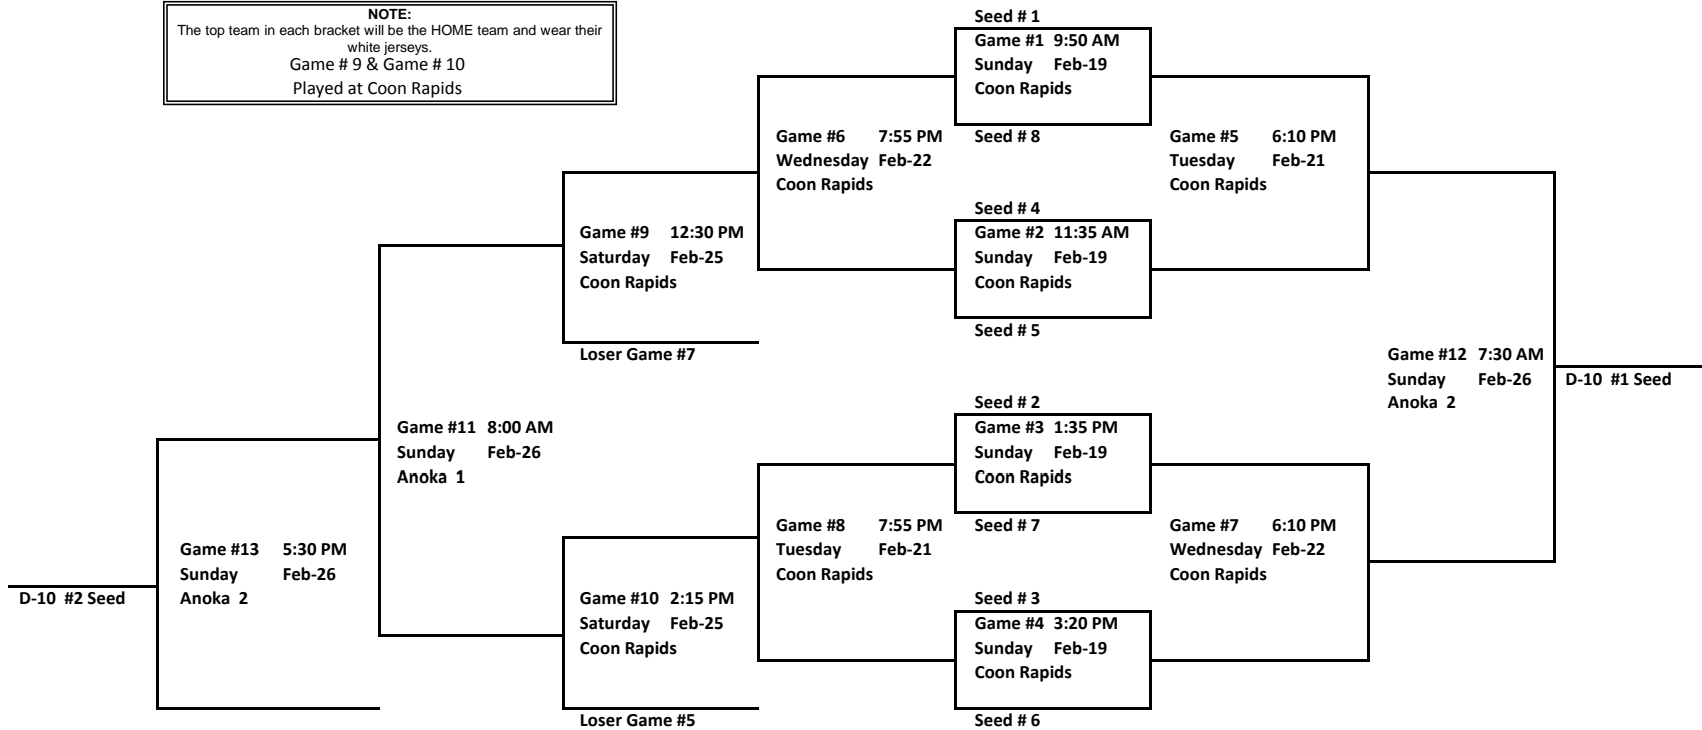 NOTE:
The top team in each bracket will be the HOME team and wear their
white jerseys.
Game # 9 & Game # 10
Played at Coon Rapids
Seed # 1
Game #1 9:50 AM
Sunday Feb-19
Coon Rapids
Seed # 8
Game #6 7:55 PM
Wednesday Feb-22
Coon Rapids
Game #5 6:10 PM
Tuesday Feb-21
Coon Rapids
Seed # 4
Game #2 11:35 AM
Sunday Feb-19
Coon Rapids
Seed # 5
Game #9 12:30 PM
Saturday Feb-25
Coon Rapids
Loser Game #7
Game #12 7:30 AM
Sunday Feb-26
Anoka 2
D-10 #1 Seed
Seed # 2
Game #3 1:35 PM
Sunday Feb-19
Coon Rapids
Seed # 7
Game #11 8:00 AM
Sunday Feb-26
Anoka 1
Game #8 7:55 PM
Tuesday Feb-21
Coon Rapids
Game #7 6:10 PM
Wednesday Feb-22
Coon Rapids
Game #13 5:30 PM
Sunday Feb-26
Anoka 2
D-10 #2 Seed
Game #10 2:15 PM
Saturday Feb-25
Coon Rapids
Loser Game #5
Seed # 3
Game #4 3:20 PM
Sunday Feb-19
Coon Rapids
Seed # 6